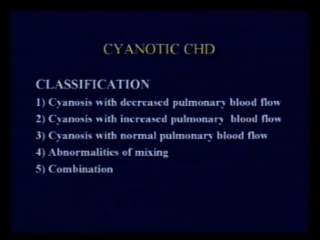 CYANOTIC CHD
CLASSIFICATION
1) Cyanosis with decreased pulmonary blood flow
2) Cyanosis with increased pulmonary blood flow
3) Cyanosis with normal pulmonary blood flow
4) Abnormalities of mixing
5) Combination